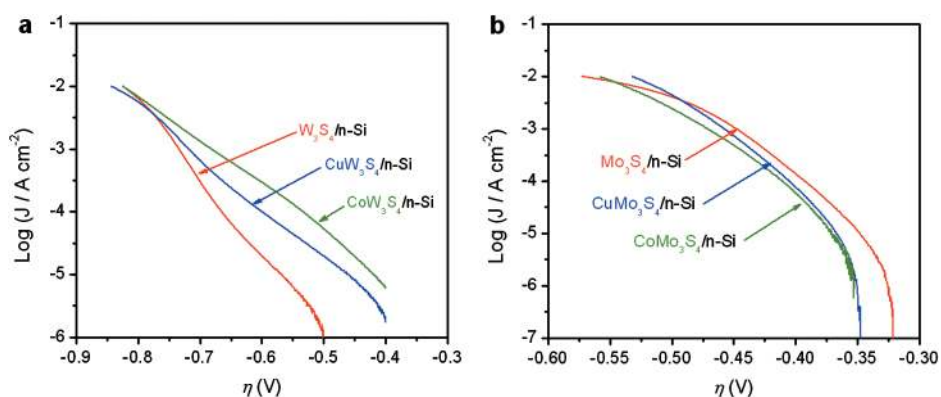 a
-1
-2
-3
-4
-5
-6
Log (J / A cm⁻²)
W₃S₄/n-Si
CuW₃S₄/n-Si
CoW₃S₄/n-Si
-0.9 -0.8 -0.7 -0.6 -0.5 -0.4 -0.3
η (V)
b
-1
-2
-3
-4
-5
-6
-7
Log (J / A cm⁻²)
Mo₃S₄/n-Si
CuMo₃S₄/n-Si
CoMo₃S₄/n-Si
-0.60 -0.55 -0.50 -0.45 -0.40 -0.35 -0.30
η (V)